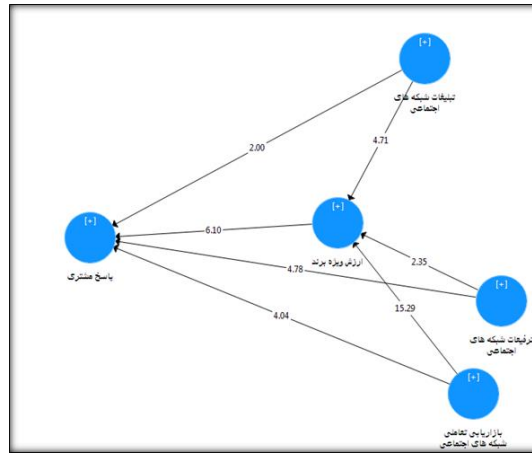 [+]
تبلیغات شبکه های
اجتماعی
2.00
4.71
[+]
ارزش ویژه برند
[+]
پاسخ مشتری
6.10
4.78
2.35
[+]
ترفیعات شبکه های
اجتماعی
15.29
4.04
[+]
بازاریابی تعاملی
شبکه های اجتماعی